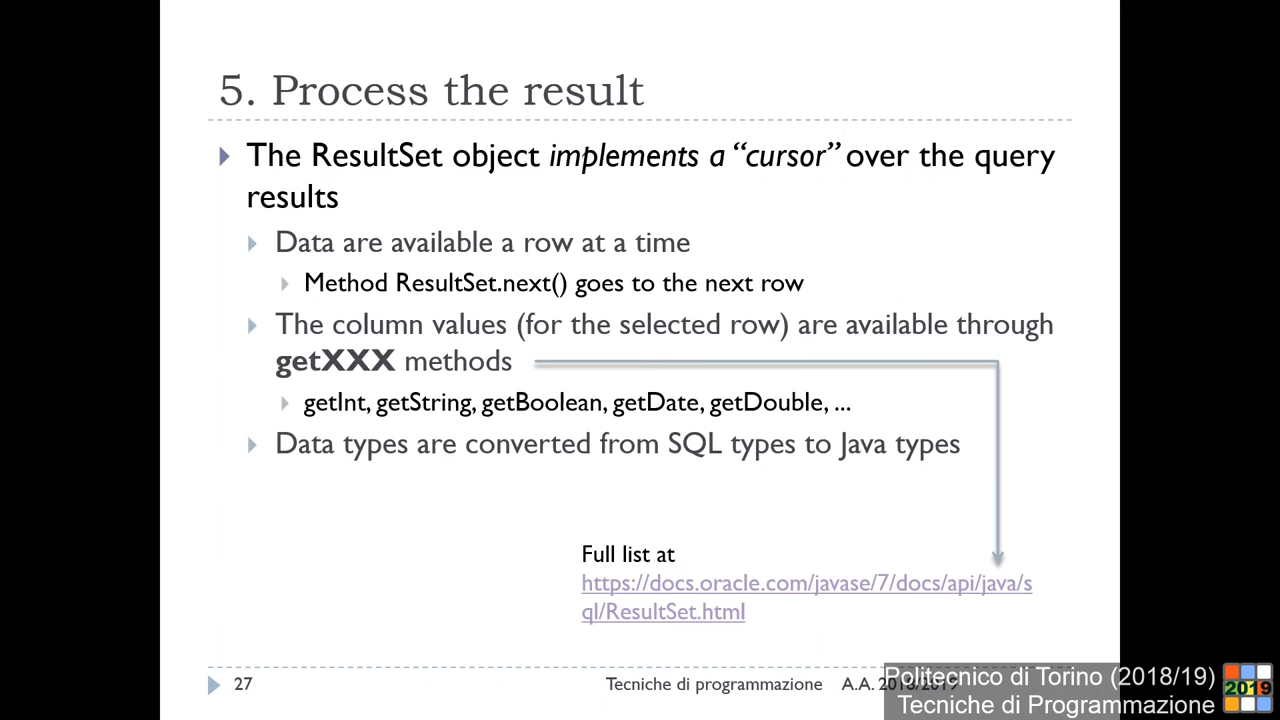 5. Process the result
The ResultSet object implements a “cursor” over the query
results
Data are available a row at a time
Method ResultSet.next() goes to the next row
The column values (for the selected row) are available through
getXXX methods
getInt, getString, getBoolean, getDate, getDouble, ...
Data types are converted from SQL types to Java types
Full list at
https://docs.oracle.com/javase/7/docs/api/java/s
ql/ResultSet.html
27
Tecniche di programmazione A.A. 2018/2019
Politecnico di Torino (2018/19)
Tecniche di Programmazione
2019